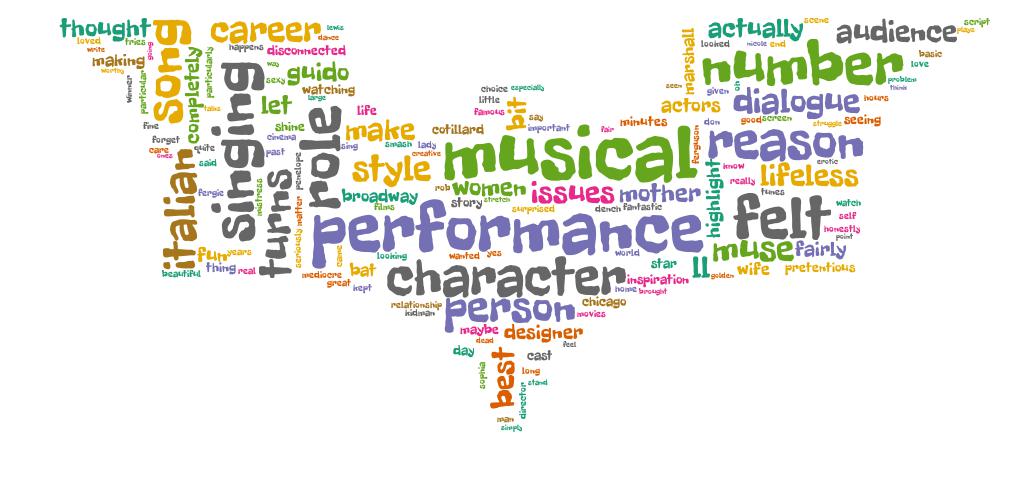 thought
loved
tries
write
making
worthy
going
song
career
lewis
dance
happens
disconnected
completely
particularly
particular
winner
talks
singing
way
sexy
guido
watching
large
let
life
shine
cinema
past
role
penelope
sing
make
smash
lady
creative
style
cotillard
choice
especially
little
famous
bit
say
important
fair
minutes
musical
marshall
seen
actually
scene
looked
nicole
end
audience
script
plays
basic
number
love
problem
think
given
oh
actors
dialogue
hours
don
good
screen
struggle
seeing
ferguson
reason
erotic
know
really
lifeless
tunes
fine
forget
care
ones
quite
said
fergie
italian
mistress
turns
matter
seriously
broadway
films
rob
women
stretch
story
surprised
issues
dench
fantastic
mother
highlight
felt
watch
self
honestly
point
performance
fun
years
thing
real
beautiful
mediocre
came
great
kept
bat
looking
wanted
yes
world
muse
fairly
star
ll
golden
wife
pretentious
character
inspiration
home
brought
relationship
kidman
person
chicago
movies
maybe
dead
designer
feel
day
cast
sophia
best
long
stand
director
man
simply